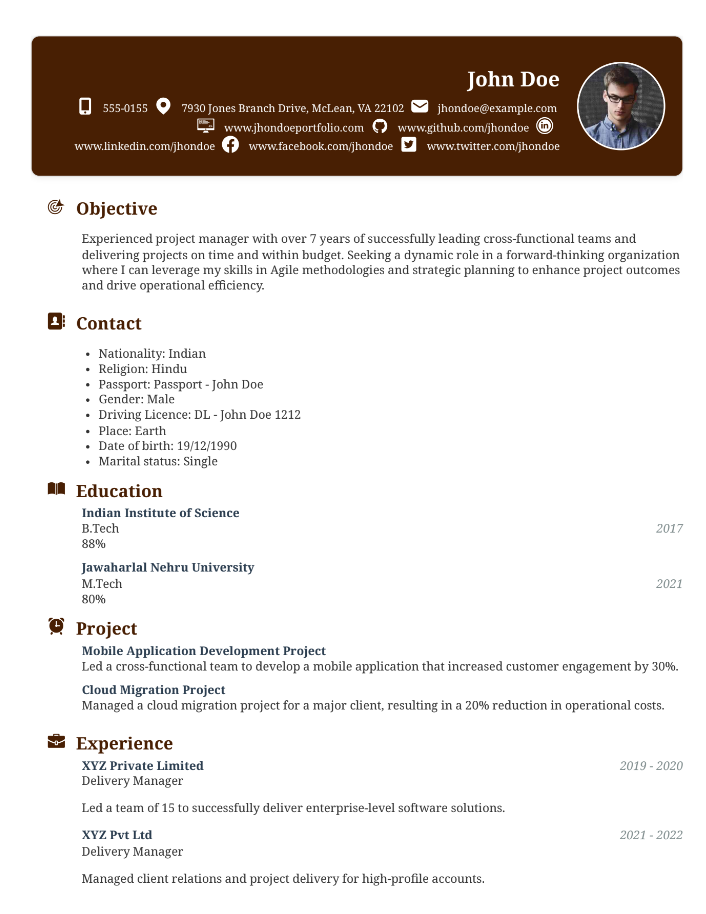 John Doe
555-0155 7930 Jones Branch Drive, McLean, VA 22102 jhondoe@example.com
www.jhondoeportfolio.com www.github.com/jhondoe
www.linkedin.com/jhondoe www.facebook.com/jhondoe www.twitter.com/jhondoe
Objective
Experienced project manager with over 7 years of successfully leading cross-functional teams and
delivering projects on time and within budget. Seeking a dynamic role in a forward-thinking organization
where I can leverage my skills in Agile methodologies and strategic planning to enhance project outcomes
and drive operational efficiency.
Contact
• Nationality: Indian
• Religion: Hindu
• Passport: Passport - John Doe
• Gender: Male
• Driving Licence: DL - John Doe 1212
• Place: Earth
• Date of birth: 19/12/1990
• Marital status: Single
Education
Indian Institute of Science
B.Tech 2017
88%
Jawaharlal Nehru University
M.Tech 2021
80%
Project
Mobile Application Development Project
Led a cross-functional team to develop a mobile application that increased customer engagement by 30%.
Cloud Migration Project
Managed a cloud migration project for a major client, resulting in a 20% reduction in operational costs.
Experience
XYZ Private Limited 2019 - 2020
Delivery Manager
Led a team of 15 to successfully deliver enterprise-level software solutions.
XYZ Pvt Ltd 2021 - 2022
Delivery Manager
Managed client relations and project delivery for high-profile accounts.